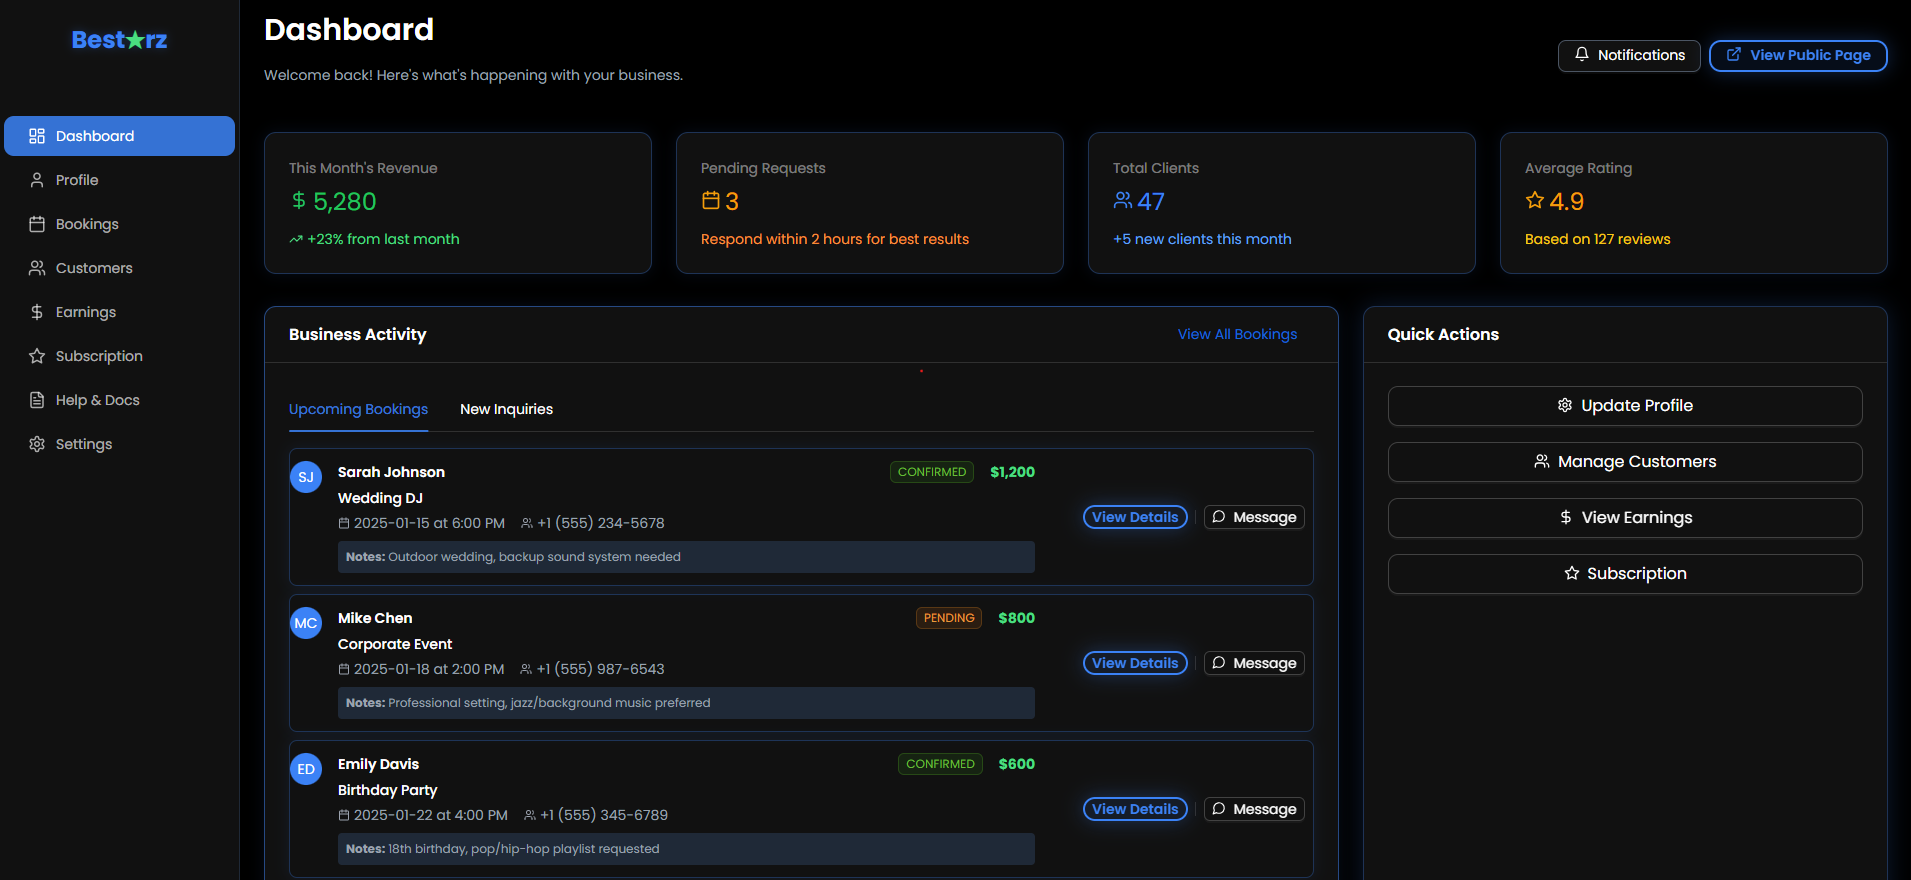 Best★rz
Dashboard
Profile
Bookings
Customers
Earnings
Subscription
Help & Docs
Settings
Dashboard
Welcome back! Here's what's happening with your business.
Notifications
View Public Page
This Month's Revenue
$ 5,280
+23% from last month
Pending Requests
3
Respond within 2 hours for best results
Total Clients
47
+5 new clients this month
Average Rating
4.9
Based on 127 reviews
Business Activity
View All Bookings
Upcoming Bookings
New Inquiries
SJ
Sarah Johnson
CONFIRMED
$1,200
Wedding DJ
2025-01-15 at 6:00 PM
+1 (555) 234-5678
Notes: Outdoor wedding, backup sound system needed
View Details
Message
MC
Mike Chen
PENDING
$800
Corporate Event
2025-01-18 at 2:00 PM
+1 (555) 987-6543
Notes: Professional setting, jazz/background music preferred
View Details
Message
ED
Emily Davis
CONFIRMED
$600
Birthday Party
2025-01-22 at 4:00 PM
+1 (555) 345-6789
Notes: 18th birthday, pop/hip-hop playlist requested
View Details
Message
Quick Actions
Update Profile
Manage Customers
$ View Earnings
Subscription